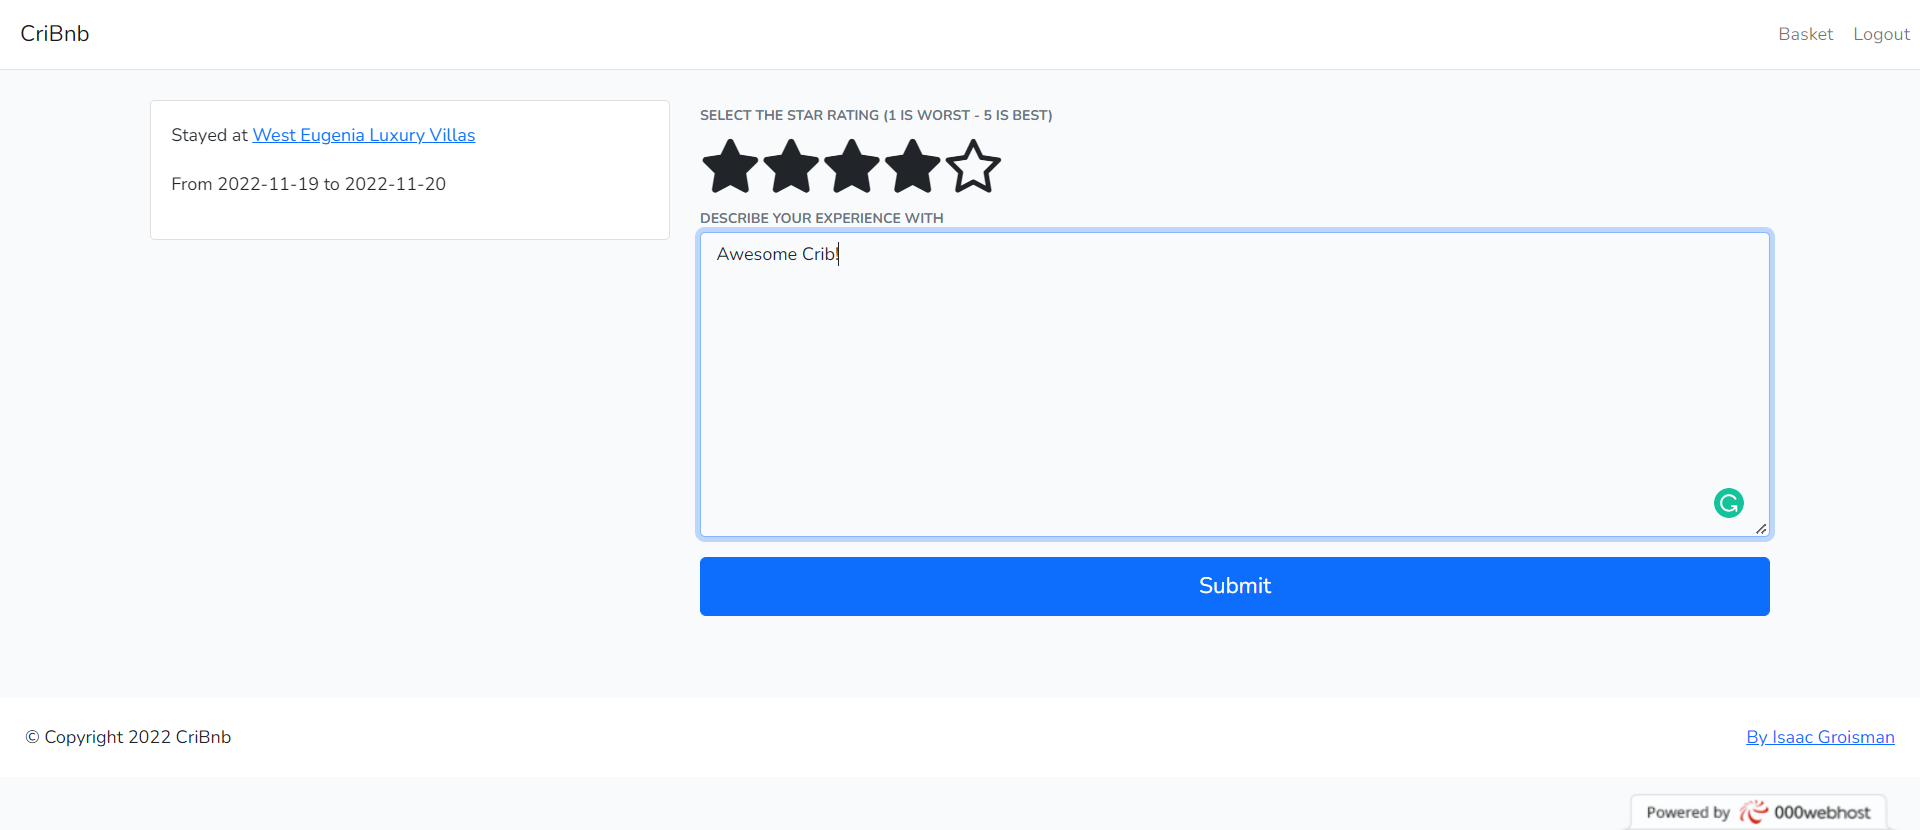 CriBnb
Basket
Logout
Stayed at West Eugenia Luxury Villas
From 2022-11-19 to 2022-11-20
SELECT THE STAR RATING (1 IS WORST - 5 IS BEST)
DESCRIBE YOUR EXPERIENCE WITH
Awesome Crib!
Submit
© Copyright 2022 CriBnb
By Isaac Groisman
Powered by 000webhost